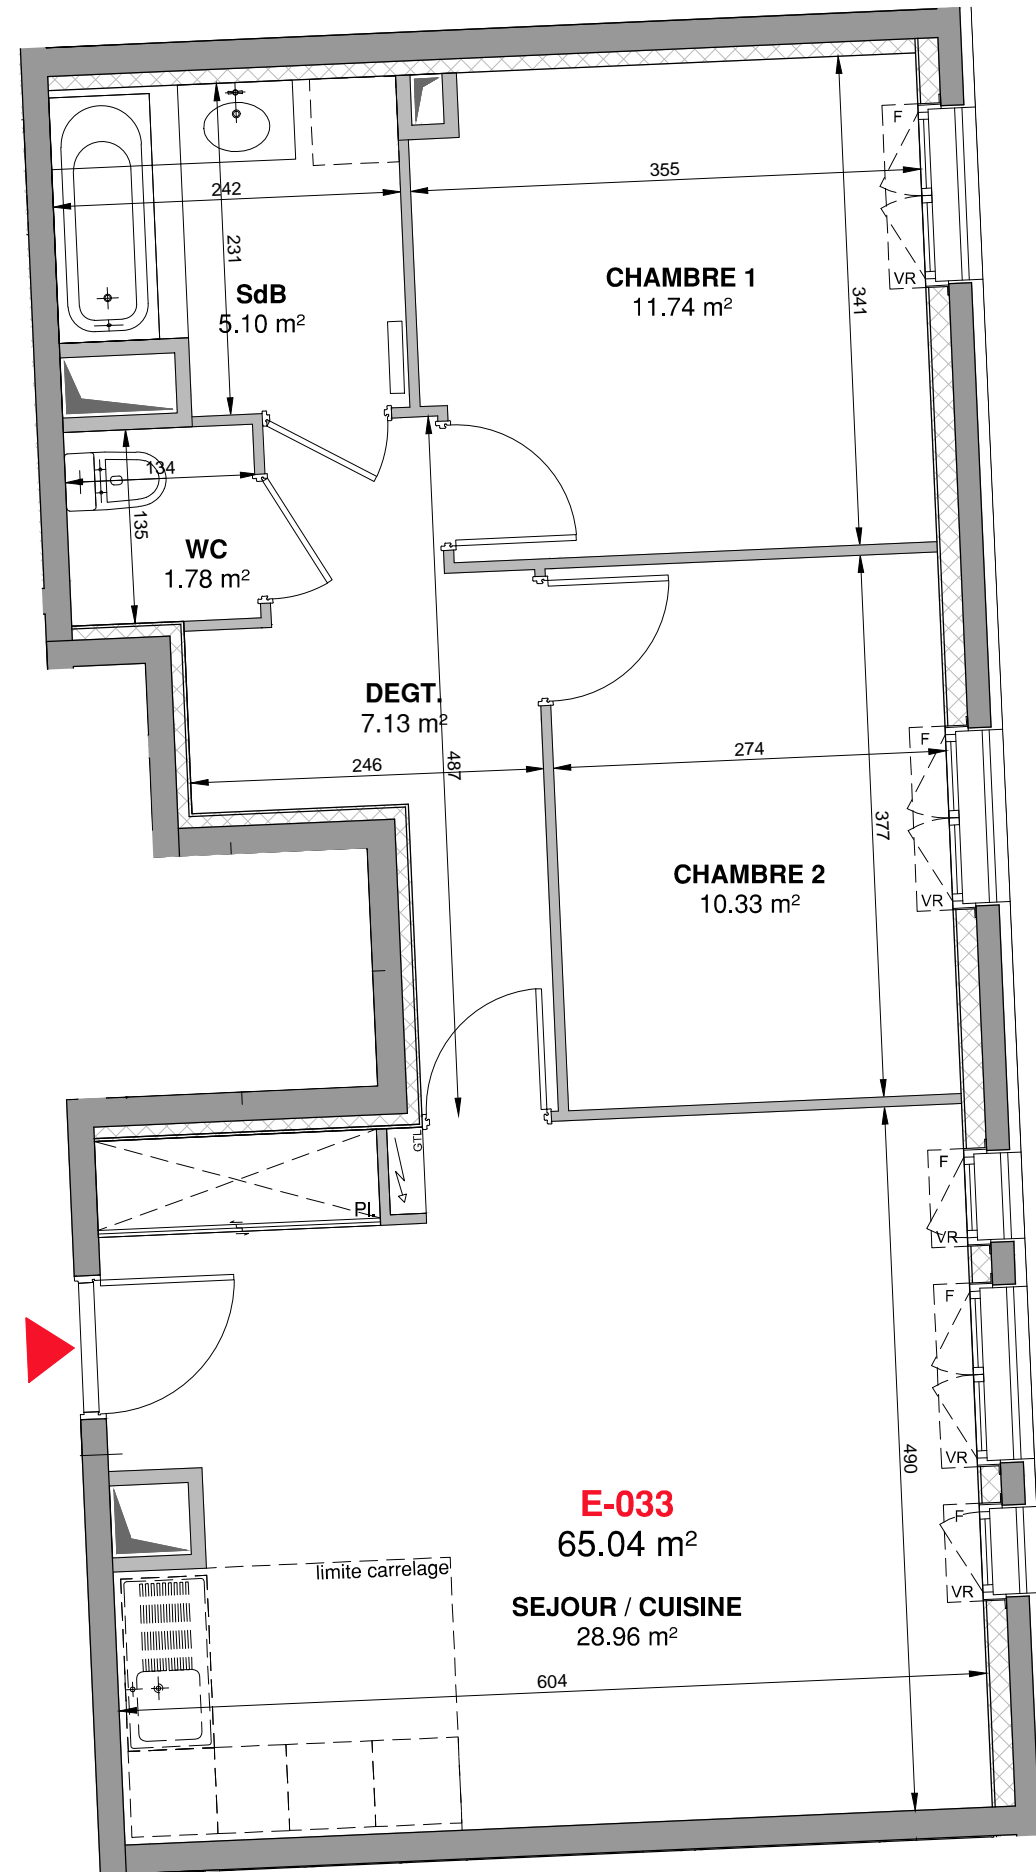 F
242
355
231
SdB
5.10 m²
CHAMBRE 1
11.74 m²
VR
341
134
135
WC
1.78 m²
DEGT.
7.13 m²
246
487
274
F
377
CHAMBRE 2
10.33 m²
VR
GTL
F
PL.
VR
F
490
VR
E-033
65.04 m²
F
limite carrelage
VR
SEJOUR / CUISINE
28.96 m²
604